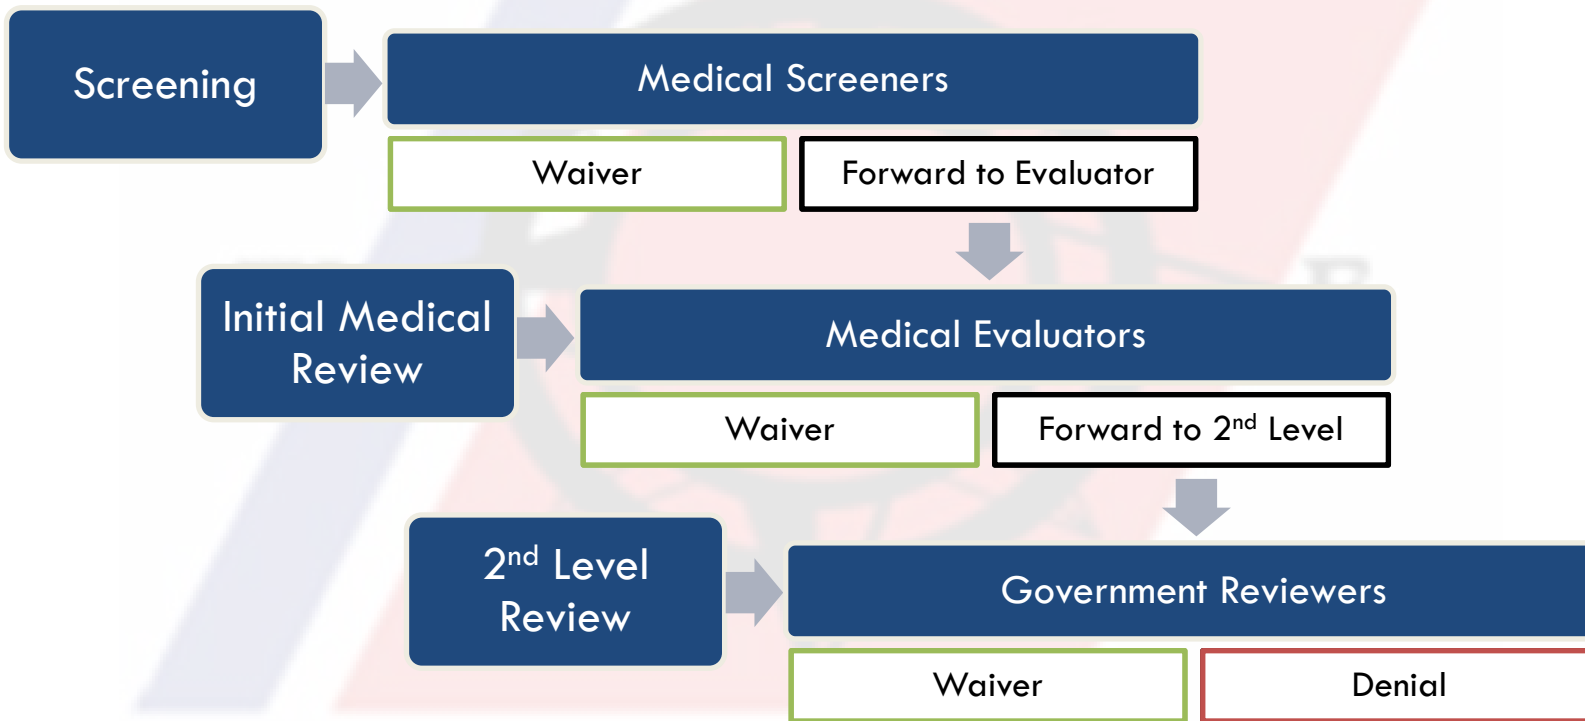 Screening
Medical Screeners
Waiver
Forward to Evaluator
Initial Medical
Review
Medical Evaluators
Waiver
Forward to 2nd Level
2nd Level
Review
Government Reviewers
Waiver
Denial